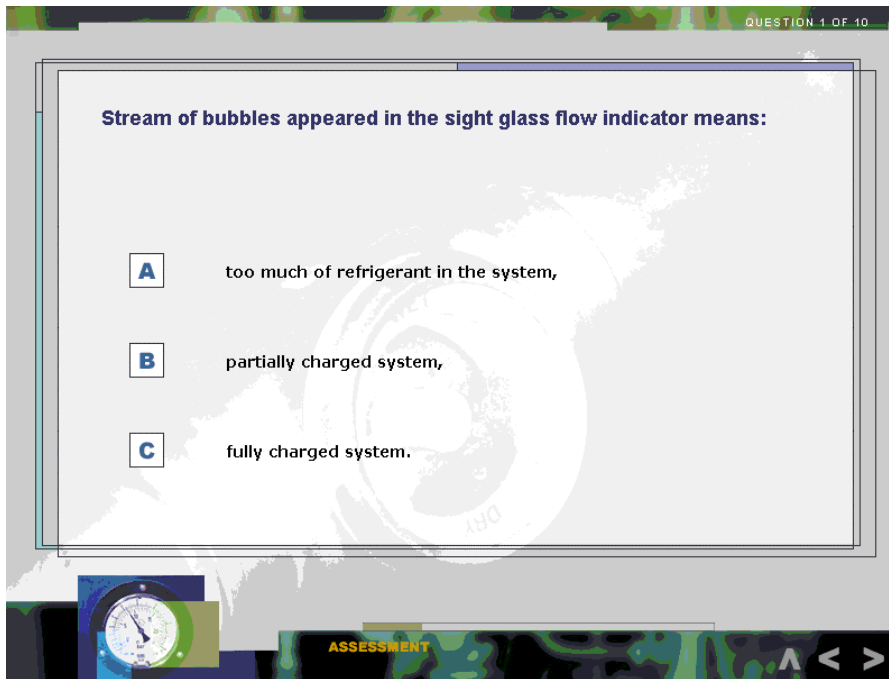 QUESTION 1 OF 10
Stream of bubbles appeared in the sight glass flow indicator means:
A too much of refrigerant in the system,
B partially charged system,
C fully charged system.
DRY
ASSESSMENT